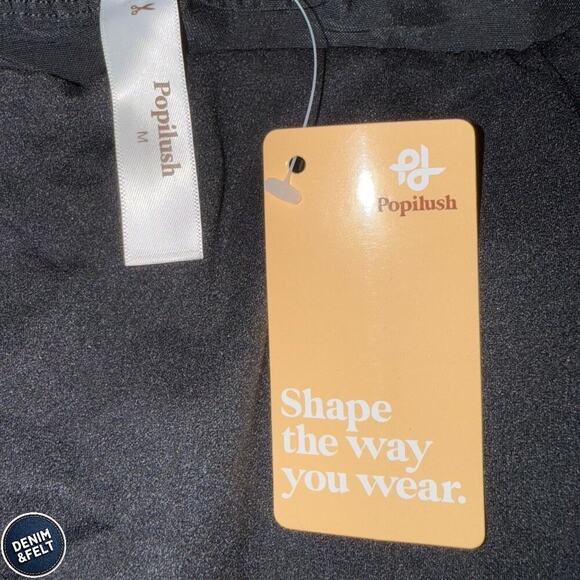 Popilush
M
Popilush
Shape
the way
you wear.
DENIM
&FELT